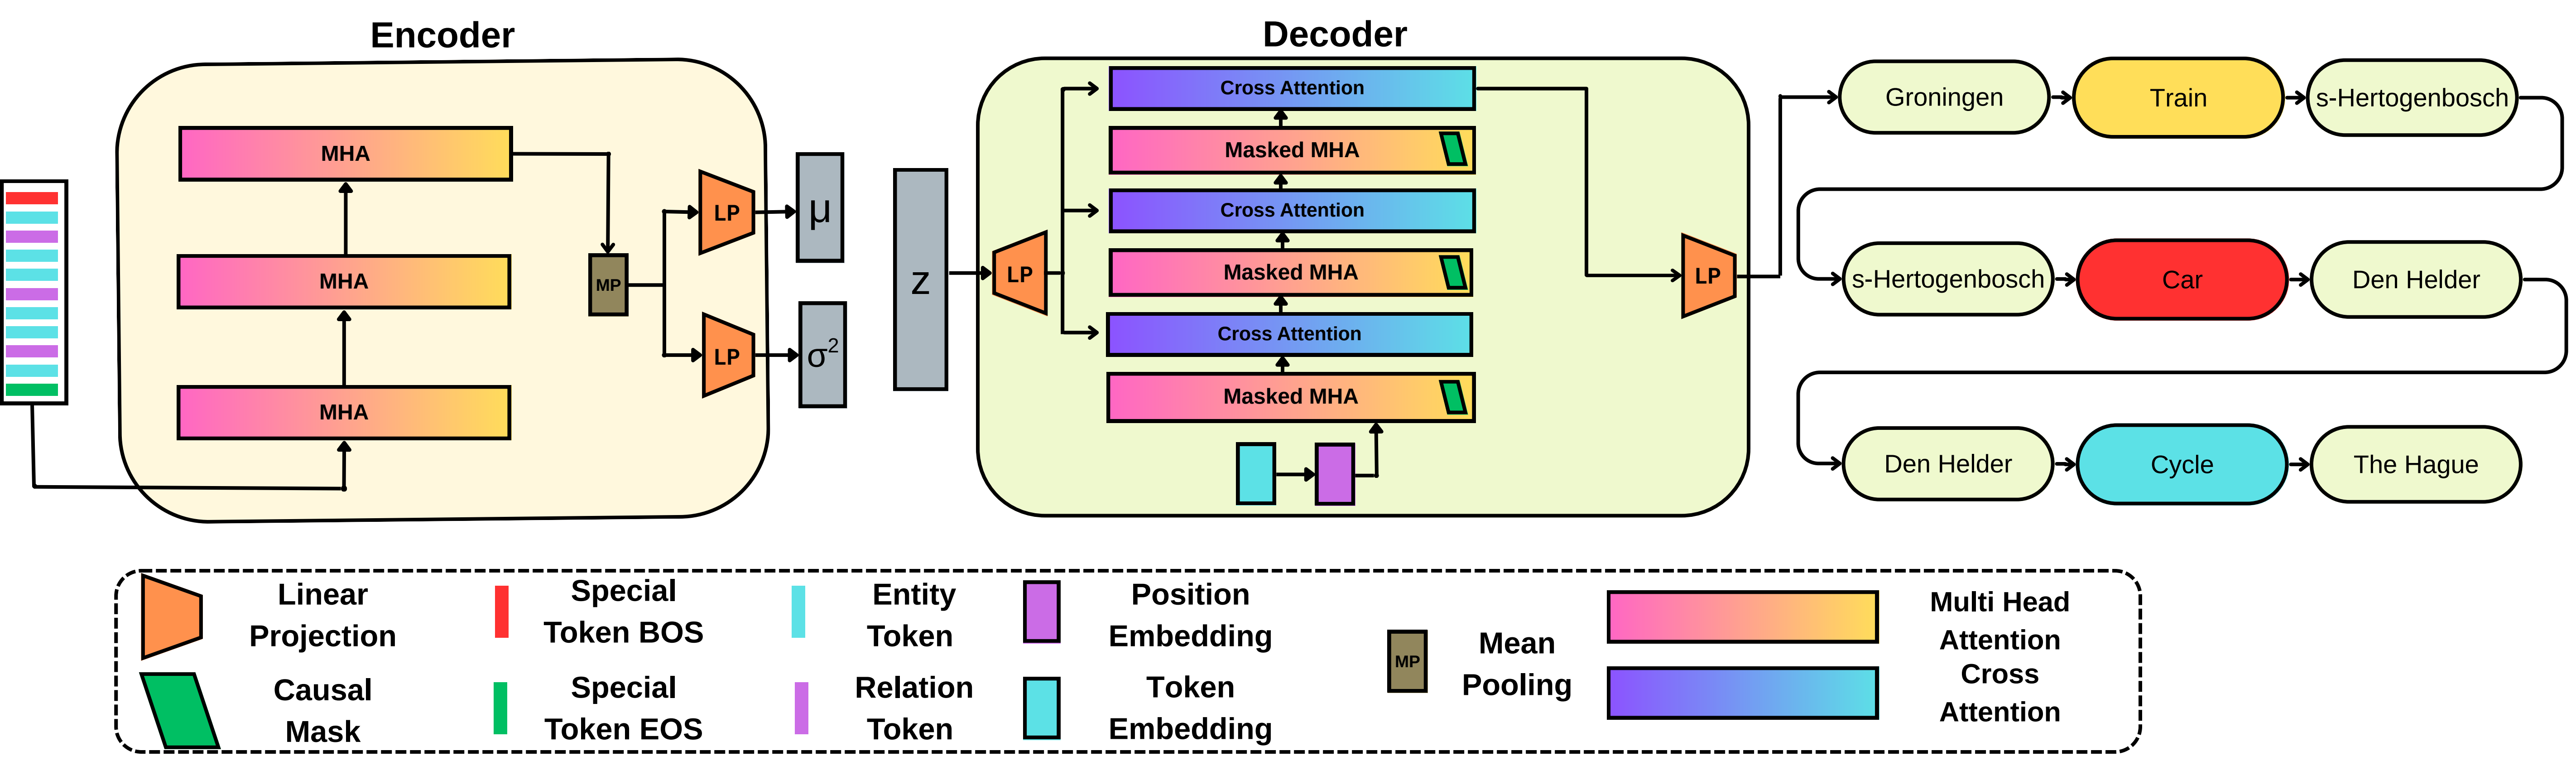 Encoder
MHA
MHA
MHA
MP
LP
LP
μ
σ²
Decoder
z
LP
Cross Attention
Masked MHA
Cross Attention
Masked MHA
Cross Attention
Masked MHA
LP
Groningen
Train
s-Hertogenbosch
s-Hertogenbosch
Car
Den Helder
Den Helder
Cycle
The Hague
Linear
Projection
Causal
Mask
Special
Token BOS
Special
Token EOS
Entity
Token
Relation
Token
Position
Embedding
Token
Embedding
MP
Mean
Pooling
Multi Head
Attention
Cross
Attention